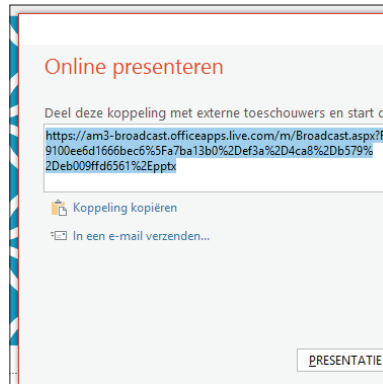 Online presenteren
Deel deze koppeling met externe toeschouwers en start
https://am3-broadcast.officeapps.live.com/m/Broadcast.aspx?
9100ee6d1666bec6%5Fa7ba13b0%2Def3a%2D4ca8%2Db579%
2Deb009ffd6561%2Epptx
Koppeling kopiëren
In een e-mail verzenden...
PRESENTATIE